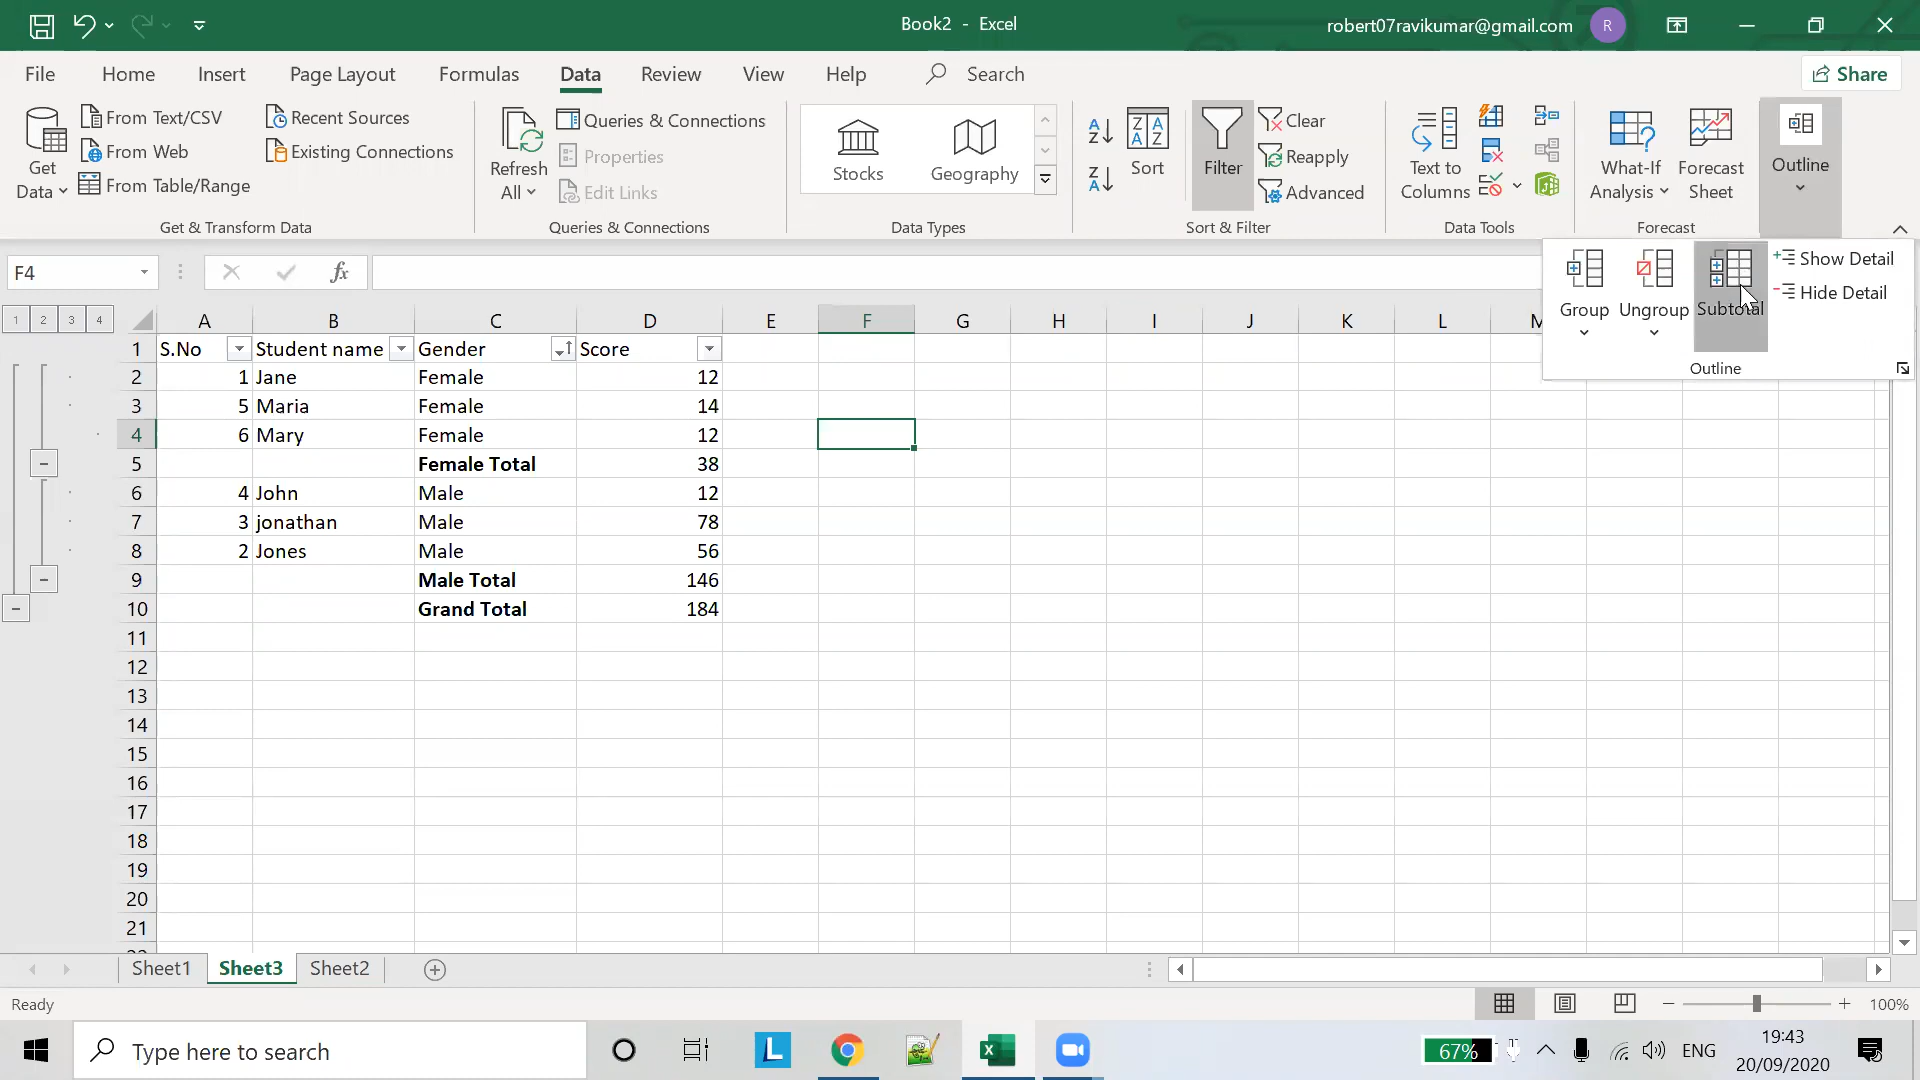 Book2 - Excel
robert07ravikumar@gmail.com
R
File Home Insert Page Layout Formulas Data Review View Help Search
Share
Get Data
From Text/CSV
From Web
From Table/Range
Recent Sources
Existing Connections
Get & Transform Data
Refresh All
Queries & Connections
Properties
Edit Links
Queries & Connections
Stocks
Geography
Data Types
Sort
Filter
Clear
Reapply
Advanced
Sort & Filter
Text to Columns
Data Tools
What-If Analysis
Forecast Sheet
Forecast
Outline
Group
Ungroup
Subtotal
Show Detail
Hide Detail
Outline
F4
fx
1 2 3 4
A B C D E F G H I J K L M
1 S.No Student name Gender Score
2 1 Jane Female 12
3 5 Maria Female 14
4 6 Mary Female 12
5 Female Total 38
6 4 John Male 12
7 3 jonathan Male 78
8 2 Jones Male 56
9 Male Total 146
10 Grand Total 184
11
12
13
14
15
16
17
18
19
20
21
Sheet1 Sheet3 Sheet2
Ready
100%
Type here to search
L
67%
ENG
19:43
20/09/2020